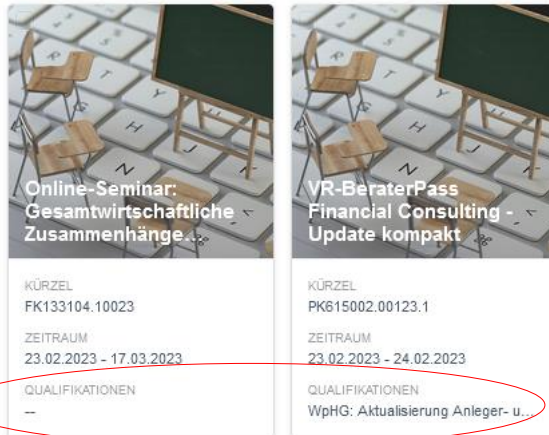 Online-Seminar:
Gesamtwirtschaftliche
Zusammenhänge...
KÜRZEL
FK133104.10023
ZEITRAUM
23.02.2023 - 17.03.2023
QUALIFIKATIONEN
--
VR-BeraterPass
Financial Consulting -
Update kompakt
KÜRZEL
PK615002.00123.1
ZEITRAUM
23.02.2023 - 24.02.2023
QUALIFIKATIONEN
WpHG: Aktualisierung Anleger- u...